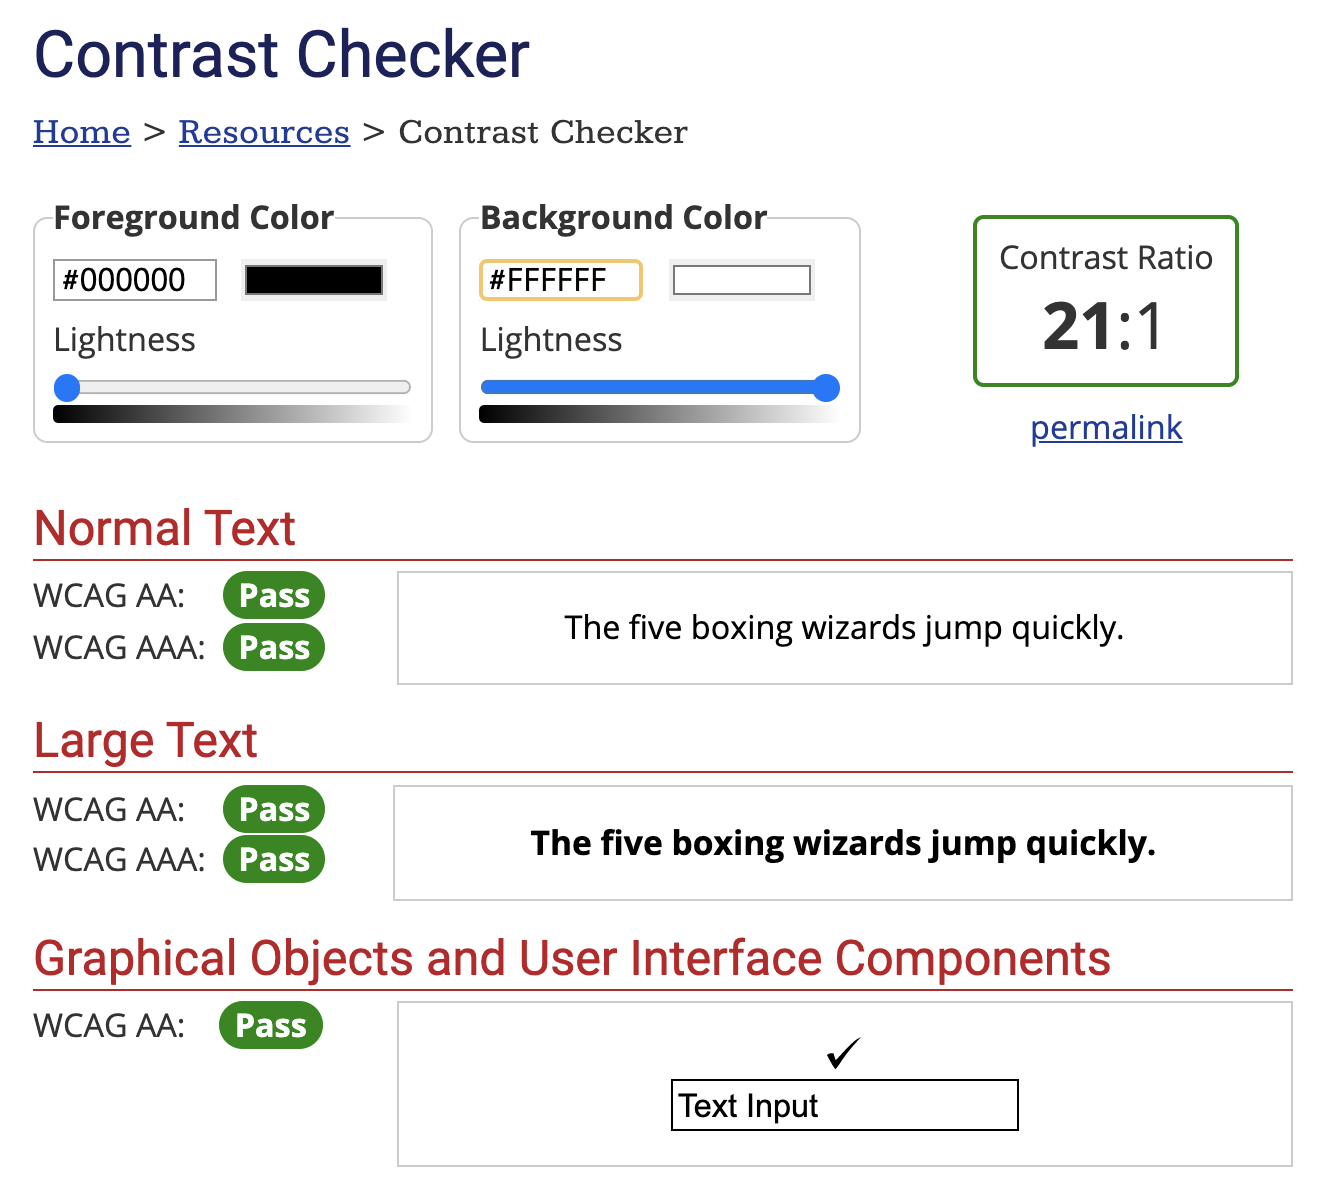 Contrast Checker
Home > Resources > Contrast Checker
Foreground Color
#000000
Lightness
Background Color
#FFFFFF
Lightness
Contrast Ratio
21:1
permalink
Normal Text
WCAG AA: Pass
WCAG AAA: Pass
The five boxing wizards jump quickly.
Large Text
WCAG AA: Pass
WCAG AAA: Pass
The five boxing wizards jump quickly.
Graphical Objects and User Interface Components
WCAG AA: Pass
✓
Text Input